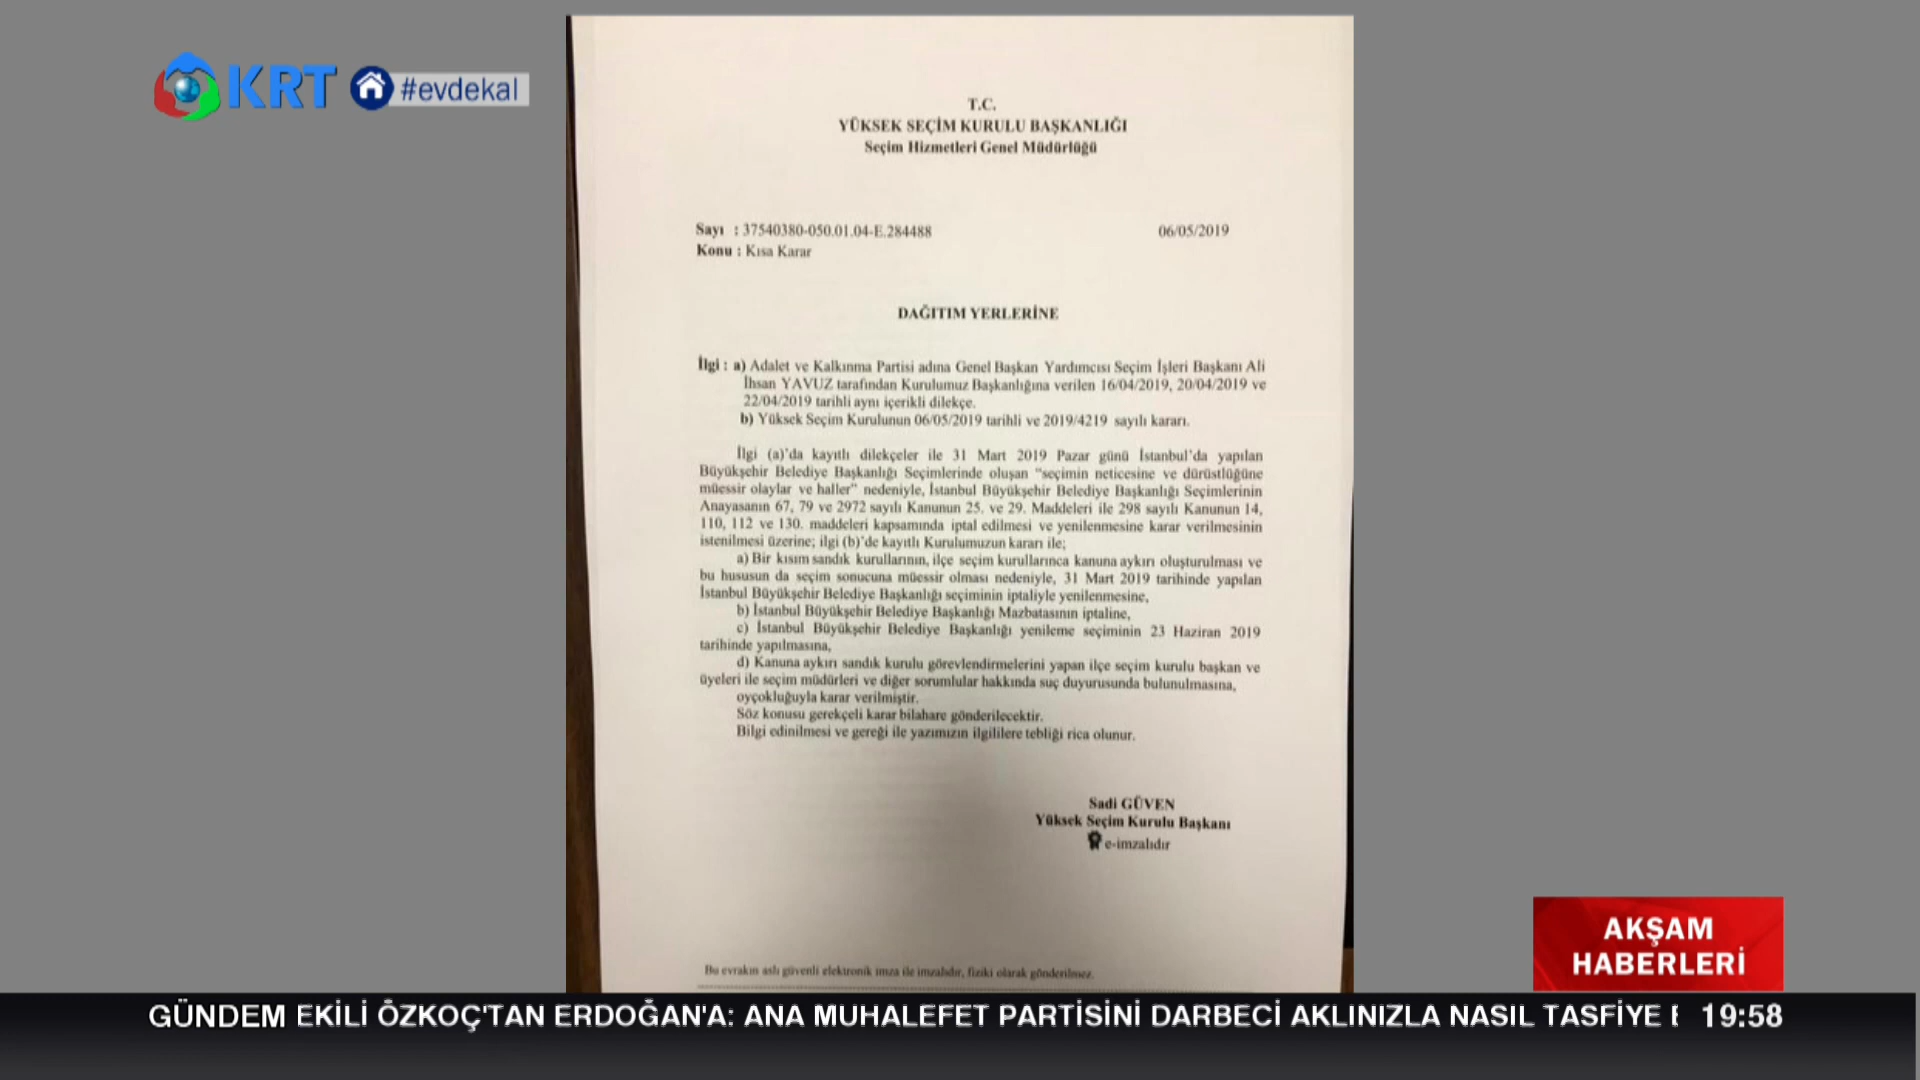 KRT #evdekal
T.C.
YÜKSEK SEÇİM KURULU BAŞKANLIĞI
Seçim Hizmetleri Genel Müdürlüğü
Sayı : 37540380-050.01.04-E.284488 06/05/2019
Konu : Kısa Karar
DAĞITIM YERLERİNE
İlgi : a) Adalet ve Kalkınma Partisi adına Genel Başkan Yardımcısı Seçim İşleri Başkanı Ali
İhsan YAVUZ tarafından Kurulumuz Başkanlığına verilen 16/04/2019, 20/04/2019 ve
22/04/2019 tarihli aynı içerikli dilekçe.
b) Yüksek Seçim Kurulunun 06/05/2019 tarihli ve 2019/4219 sayılı kararı.
İlgi (a)'da kayıtlı dilekçeler ile 31 Mart 2019 Pazar günü İstanbul'da yapılan
Büyükşehir Belediye Başkanlığı Seçimlerinde oluşan "seçimin neticesine ve dürüstlüğüne
müessir olaylar ve haller" nedeniyle, İstanbul Büyükşehir Belediye Başkanlığı Seçimlerinin
Anayasanın 67, 79 ve 2972 sayılı Kanunun 25. ve 29. Maddeleri ile 298 sayılı Kanunun 14,
110, 112 ve 130. maddeleri kapsamında iptal edilmesi ve yenilenmesine karar verilmesinin
istenilmesi üzerine; ilgi (b)'de kayıtlı Kurulumuzun kararı ile;
a) Bir kısım sandık kurullarının, ilçe seçim kurullarınca kanuna aykırı oluşturulması ve
bu hususun da seçim sonucuna müessir olması nedeniyle, 31 Mart 2019 tarihinde yapılan
İstanbul Büyükşehir Belediye Başkanlığı seçiminin iptaliyle yenilenmesine,
b) İstanbul Büyükşehir Belediye Başkanlığı Mazbatasının iptaline,
c) İstanbul Büyükşehir Belediye Başkanlığı yenileme seçiminin 23 Haziran 2019
tarihinde yapılmasına,
d) Kanuna aykırı sandık kurulu görevlendirmelerini yapan ilçe seçim kurulu başkan ve
üyeleri ile seçim müdürleri ve diğer sorumlular hakkında suç duyurusunda bulunulmasına,
oyçokluğuyla karar verilmiştir.
Söz konusu gerekçeli karar bilahare gönderilecektir.
Bilgi edinilmesi ve gereği ile yazımızın ilgililere tebliği rica olunur.
Sadi GÜVEN
Yüksek Seçim Kurulu Başkanı
e-imzalıdır
Bu evrakın aslı güvenli elektronik imza ile imzalıdır, fiziki olarak gönderilmez.
AKŞAM
HABERLERİ
GÜNDEM EKİLİ ÖZKOÇ'TAN ERDOĞAN'A: ANA MUHALEFET PARTİSİNİ DARBECİ AKLINIZLA NASIL TASFİYE 19:58